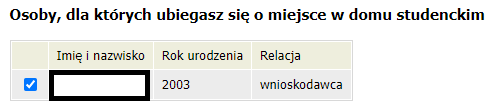 Osoby, dla których ubiegasz się o miejsce w domu studenckim
Imię i nazwisko Rok urodzenia Relacja
2003 wnioskodawca